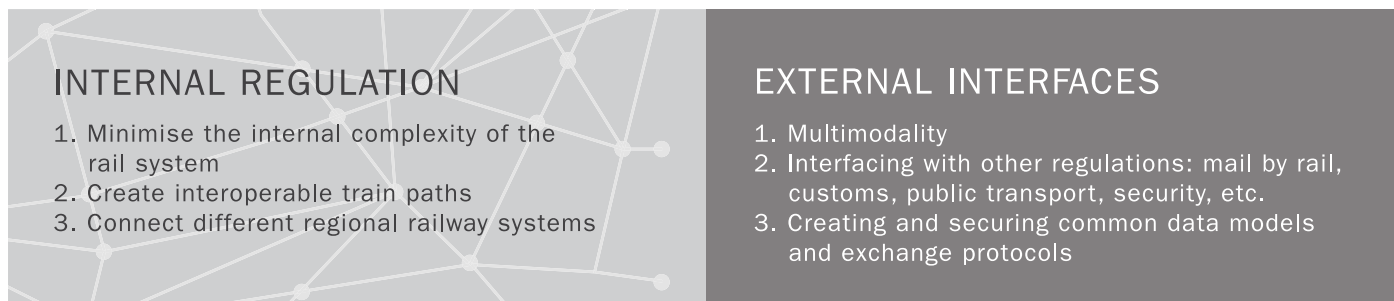 INTERNAL REGULATION
1. Minimise the internal complexity of the
rail system
2. Create interoperable train paths
3. Connect different regional railway systems
EXTERNAL INTERFACES
1. Multimodality
2. Interfacing with other regulations: mail by rail,
customs, public transport, security, etc.
3. Creating and securing common data models
and exchange protocols